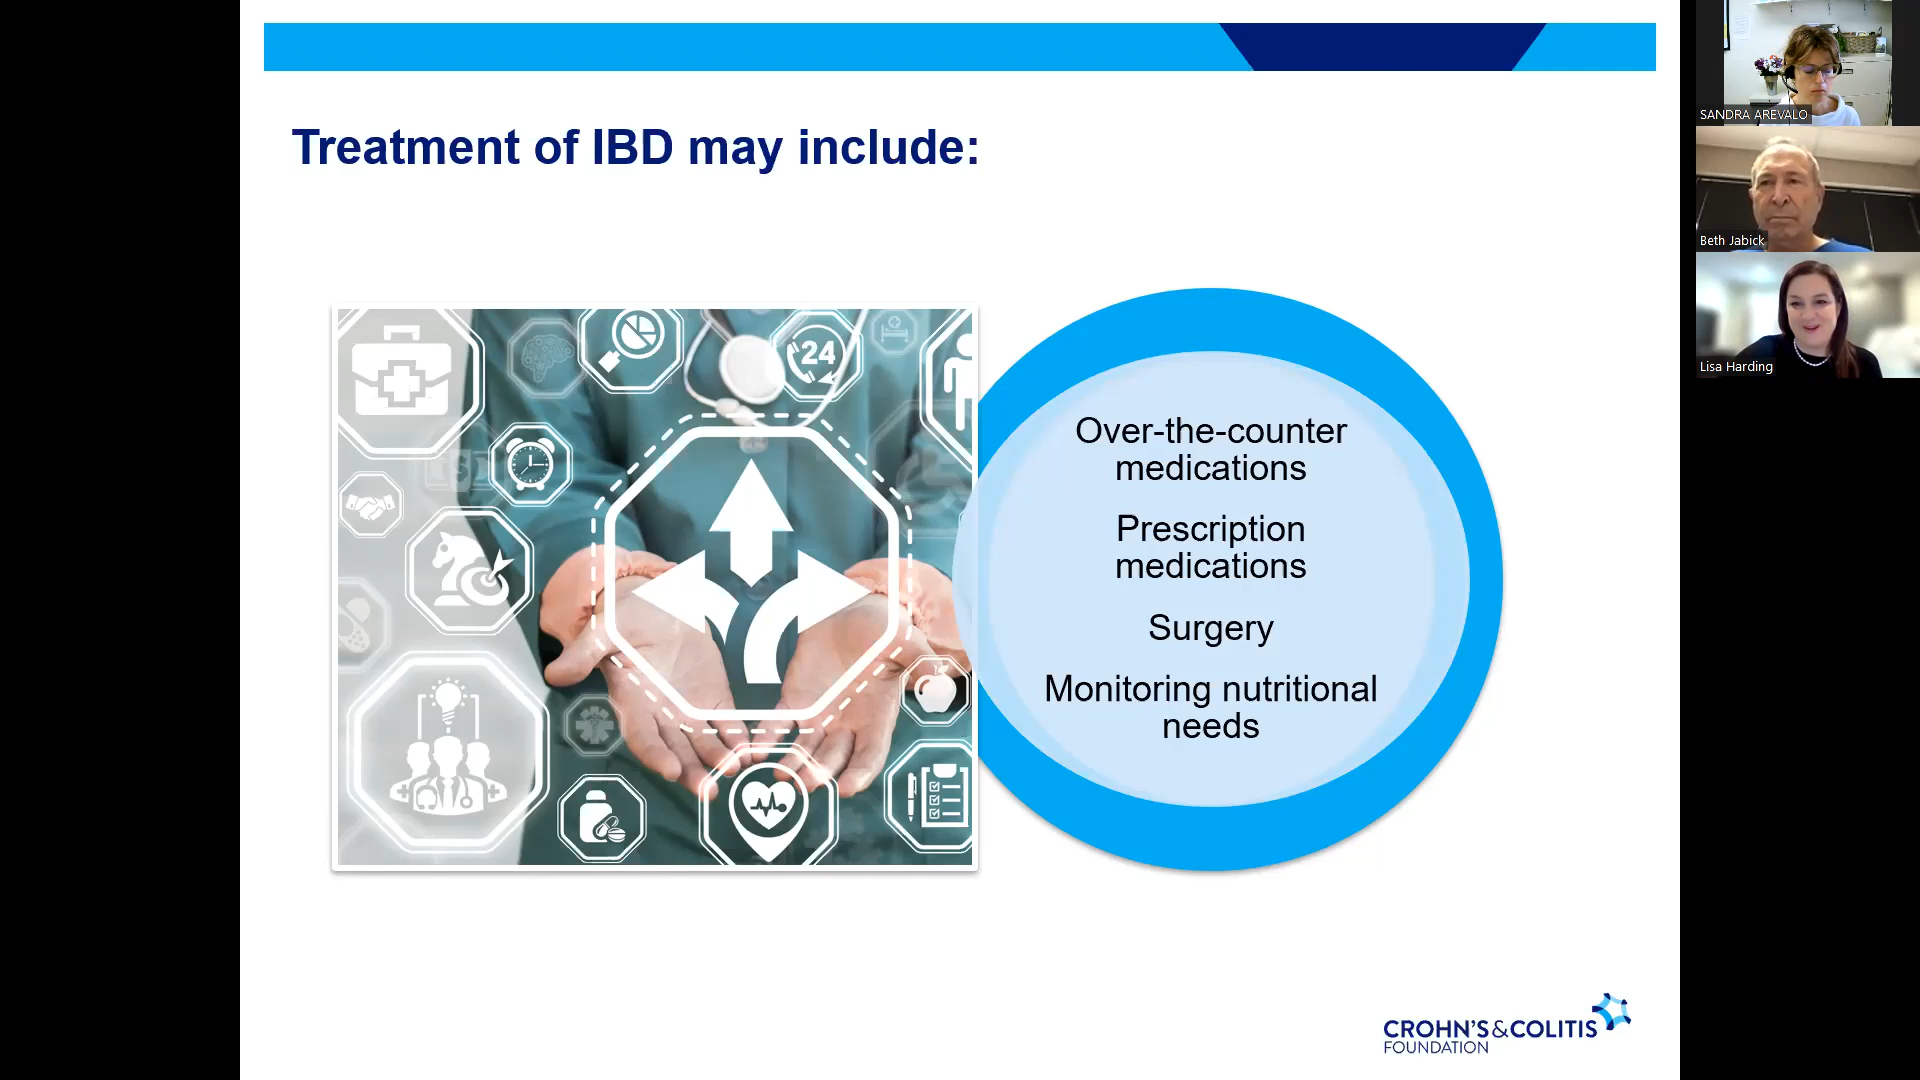 Treatment of IBD may include:
24
Over-the-counter
medications
Prescription
medications
Surgery
Monitoring nutritional
needs
CROHN'S & COLITIS
FOUNDATION
SANDRA AREVALO
Beth Jabick
Lisa Harding